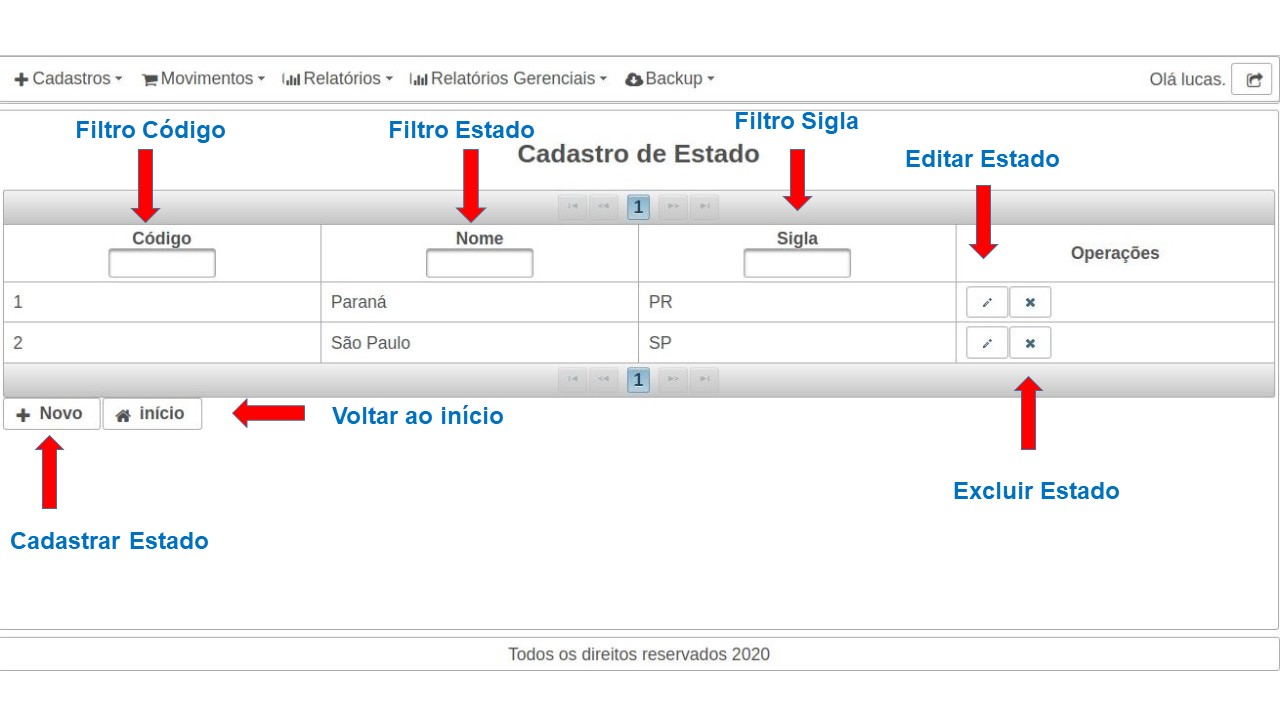 Cadastros Movimentos Relatórios Relatórios Gerenciais Backup Olá lucas.
Filtro Código Filtro Estado Filtro Sigla
Cadastro de Estado
Editar Estado
1
Código Nome Sigla Operações
1 Paraná PR
2 São Paulo SP
1
Novo início Voltar ao início
Excluir Estado
Cadastrar Estado
Todos os direitos reservados 2020